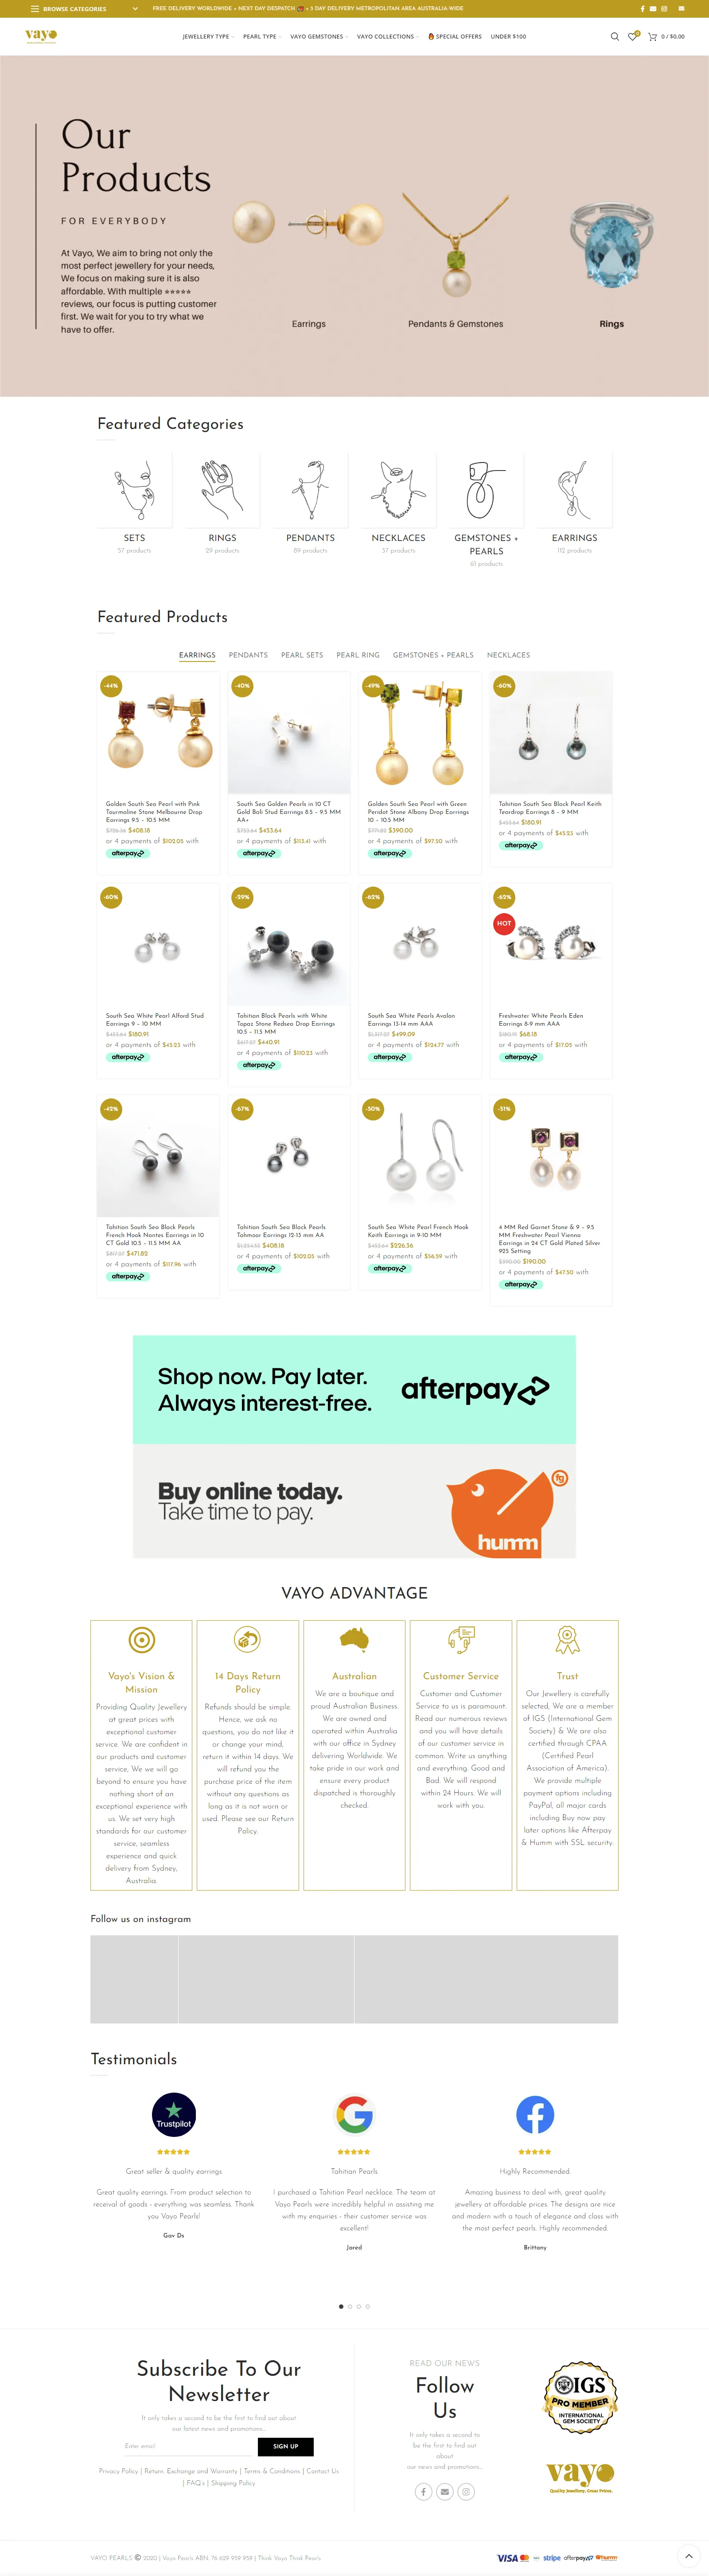 BROWSE CATEGORIES
FREE DELIVERY WORLDWIDE + NEXT DAY DESPATCH + 3 DAY DELIVERY METROPOLITAN AREA AUSTRALIA WIDE
vayo
JEWELLERY TYPE
PEARL TYPE
VAYO GEMSTONES
VAYO COLLECTIONS
SPECIAL OFFERS
UNDER $100
0
0 / $0.00
Our
Products
FOR EVERYBODY
At Vayo, We aim to bring not only the
most perfect jewellery for your needs,
We focus on making sure it is also
affordable. With multiple *****
reviews, our focus is putting customer
first. We wait for you to try what we
have to offer.
Earrings
Pendants & Gemstones
Rings
Featured Categories
SETS
57 products
RINGS
29 products
PENDANTS
89 products
NECKLACES
37 products
GEMSTONES +
PEARLS
61 products
EARRINGS
112 products
Featured Products
EARRINGS
PENDANTS
PEARL SETS
PEARL RING
GEMSTONES + PEARLS
NECKLACES
-44%
Golden South Sea Pearl with Pink
Tourmaline Stone Melbourne Drop
Earrings 9.5 – 10.5 MM
$726.36 $408.18
or 4 payments of $102.05 with
afterpay
-40%
South Sea Golden Pearls in 10 CT
Gold Bali Stud Earrings 8.5 – 9.5 MM
AA+
$753.64 $453.64
or 4 payments of $113.41 with
afterpay
-49%
Golden South Sea Pearl with Green
Peridot Stone Albany Drop Earrings
10 – 10.5 MM
$771.82 $390.00
or 4 payments of $97.50 with
afterpay
-60%
Tahitian South Sea Black Pearl Keith
Teardrop Earrings 8 – 9 MM
$453.64 $180.91
or 4 payments of $45.23 with
afterpay
-60%
South Sea White Pearl Alford Stud
Earrings 9 – 10 MM
$453.64 $180.91
or 4 payments of $45.23 with
afterpay
-29%
Tahitian Black Pearls with White
Topaz Stone Redsea Drop Earrings
10.5 – 11.5 MM
$617.27 $440.91
or 4 payments of $110.23 with
afterpay
-62%
South Sea White Pearls Avalon
Earrings 13-14 mm AAA
$1,317.27 $499.09
or 4 payments of $124.77 with
afterpay
-62%
HOT
Freshwater White Pearls Eden
Earrings 8-9 mm AAA
$180.91 $68.18
or 4 payments of $17.05 with
afterpay
-42%
Tahitian South Sea Black Pearls
French Hook Nantes Earrings in 10
CT Gold 10.5 – 11.5 MM AA
$817.27 $471.82
or 4 payments of $117.96 with
afterpay
-67%
Tahitian South Sea Black Pearls
Tahmoor Earrings 12-13 mm AA
$1,254.55 $408.18
or 4 payments of $102.05 with
afterpay
-50%
South Sea White Pearl French Hook
Keith Earrings in 9-10 MM
$453.64 $226.36
or 4 payments of $56.59 with
afterpay
-51%
4 MM Red Garnet Stone & 9 – 9.5
MM Freshwater Pearl Vienna
Earrings in 24 CT Gold Plated Silver
925 Setting
$390.00 $190.00
or 4 payments of $47.50 with
afterpay
Shop now. Pay later.
Always interest-free.
afterpay
Buy online today.
Take time to pay.
fg
humm
VAYO ADVANTAGE
Vayo's Vision &
Mission
Providing Quality Jewellery
at great prices with
exceptional customer
service. We are confident in
our products and customer
service, We we will go
beyond to ensure you have
nothing short of an
exceptional experience with
us. We set very high
standards for our customer
service, seamless
experience and quick
delivery from Sydney,
Australia.
14 Days Return
Policy
Refunds should be simple.
Hence, we ask no
questions, you do not like it
or change your mind,
return it within 14 days. We
will refund you the
purchase price of the item
without any questions as
long as it is not worn or
used. Please see our Return
Policy.
Australian
We are a boutique and
proud Australian Business.
We are owned and
operated within Australia
with our office in Sydney
delivering Worldwide. We
take pride in our work and
ensure every product
dispatched is thoroughly
checked.
Customer Service
Customer and Customer
Service to us is paramount.
Read our numerous reviews
and you will have details
of our customer service in
common. Write us anything
and everything. Good and
Bad. We will respond
within 24 Hours. We will
work with you.
Trust
Our Jewellery is carefully
selected, We are a member
of IGS (International Gem
Society) & We are also
certified through CPAA
(Certified Pearl
Association of America).
We provide multiple
payment options including
PayPal, all major cards
including Buy now pay
later options like Afterpay
& Humm with SSL security.
Follow us on instagram
Testimonials
Trustpilot
Great seller & quality earrings
Great quality earrings. From product selection to
receival of goods - everything was seamless. Thank
you Vayo Pearls!
Gav Ds
Tahitian Pearls
I purchased a Tahitian Pearl necklace. The team at
Vayo Pearls were incredibly helpful in assisting me
with my enquiries - their customer service was
excellent!
Jared
Highly Recommended.
Amazing business to deal with, great quality
jewellery at affordable prices. The designs are nice
and modern with a touch of elegance and class with
the most perfect pearls. Highly recommended.
Brittany
Subscribe To Our
Newsletter
It only takes a second to be the first to find out about
our latest news and promotions...
Enter email
SIGN UP
Privacy Policy | Return, Exchange and Warranty | Terms & Conditions | Contact Us
| FAQ's | Shipping Policy
READ OUR NEWS
Follow
Us
It only takes a second to
be the first to find out
about
our news and promotions...
IGS
PRO MEMBER
INTERNATIONAL
GEM SOCIETY
vayo
Quality Jewellery, Great Prices.
VAYO PEARLS © 2020 | Vayo Pearls ABN: 76 629 959 959 | Think Vayo Think Pearls
VISA
stripe
afterpay
humm